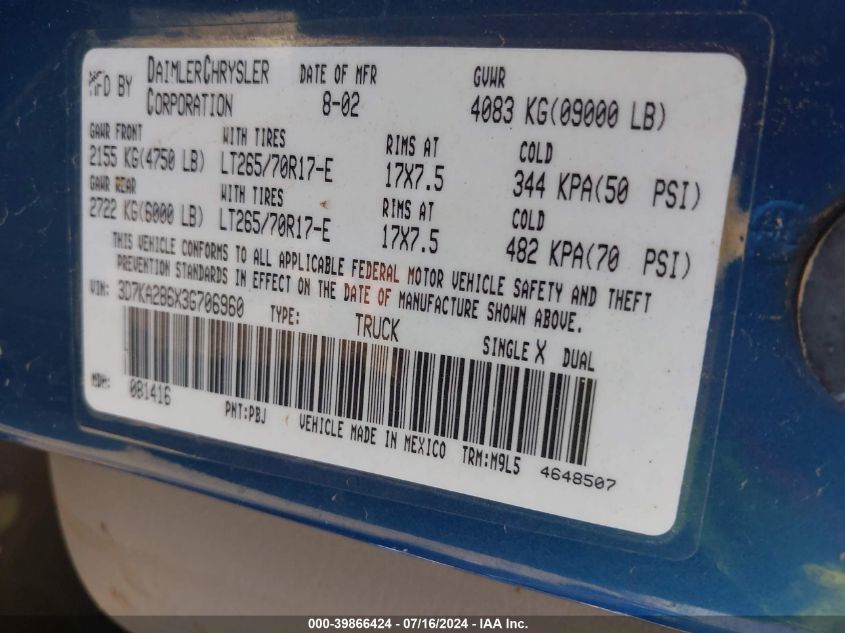 MFD BY DAIMLERCHRYSLER CORPORATION
DATE OF MFR 8-02
GVWR 4083 KG(09000 LB)
GAWR FRONT WITH TIRES RIMS AT COLD
2155 KG(4750 LB) LT265/70R17-E 17X7.5 344 KPA(50 PSI)
GAWR REAR WITH TIRES RIMS AT COLD
2722 KG(6000 LB) LT265/70R17-E 17X7.5 482 KPA(70 PSI)
THIS VEHICLE CONFORMS TO ALL APPLICABLE FEDERAL MOTOR VEHICLE SAFETY AND THEFT
PREVENTION STANDARDS IN EFFECT ON THE DATE OF MANUFACTURE SHOWN ABOVE.
VIN: 3D7KA286X3G706960 TYPE: TRUCK SINGLE X DUAL
MDH: 081416 PNT:PBJ VEHICLE MADE IN MEXICO TRM:M9L5 4648507
000-39866424 - 07/16/2024 - IAA Inc.